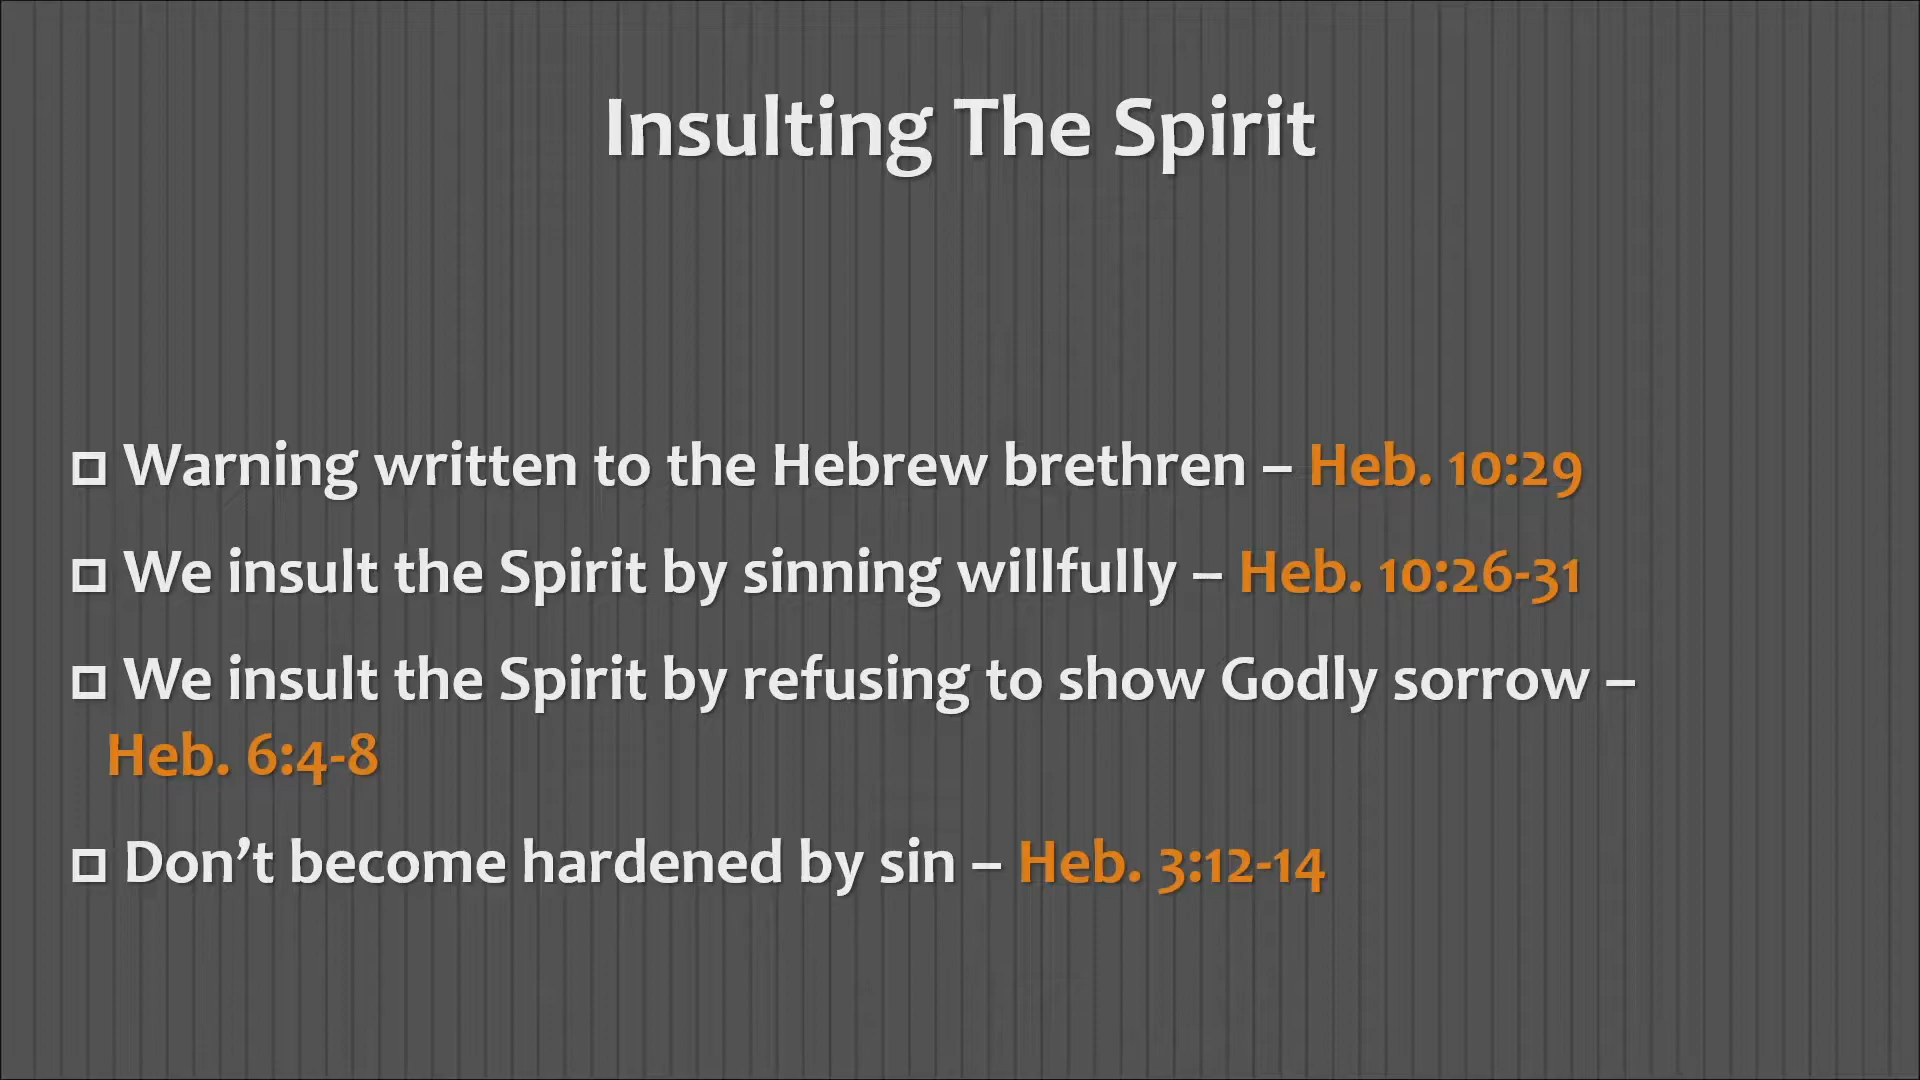 Insulting The Spirit
Warning written to the Hebrew brethren – Heb. 10:29
We insult the Spirit by sinning willfully – Heb. 10:26-31
We insult the Spirit by refusing to show Godly sorrow –
Heb. 6:4-8
Don’t become hardened by sin – Heb. 3:12-14